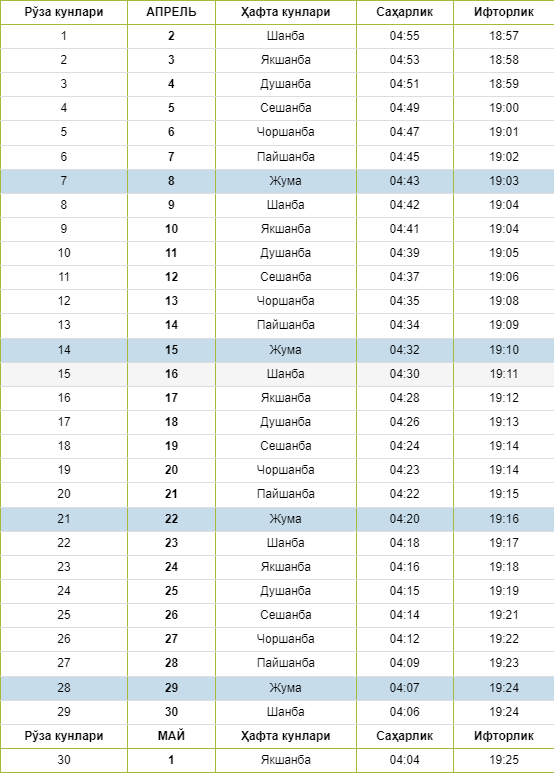 Рўза кунлари АПРЕЛЬ Ҳафта кунлари Саҳарлик Ифторлик
1 2 Шанба 04:55 18:57
2 3 Якшанба 04:53 18:58
3 4 Душанба 04:51 18:59
4 5 Сешанба 04:49 19:00
5 6 Чоршанба 04:47 19:01
6 7 Пайшанба 04:45 19:02
7 8 Жума 04:43 19:03
8 9 Шанба 04:42 19:04
9 10 Якшанба 04:41 19:04
10 11 Душанба 04:39 19:05
11 12 Сешанба 04:37 19:06
12 13 Чоршанба 04:35 19:08
13 14 Пайшанба 04:34 19:09
14 15 Жума 04:32 19:10
15 16 Шанба 04:30 19:11
16 17 Якшанба 04:28 19:12
17 18 Душанба 04:26 19:13
18 19 Сешанба 04:24 19:14
19 20 Чоршанба 04:23 19:14
20 21 Пайшанба 04:22 19:15
21 22 Жума 04:20 19:16
22 23 Шанба 04:18 19:17
23 24 Якшанба 04:16 19:18
24 25 Душанба 04:15 19:19
25 26 Сешанба 04:14 19:21
26 27 Чоршанба 04:12 19:22
27 28 Пайшанба 04:09 19:23
28 29 Жума 04:07 19:24
29 30 Шанба 04:06 19:24
Рўза кунлари МАЙ Ҳафта кунлари Саҳарлик Ифторлик
30 1 Якшанба 04:04 19:25